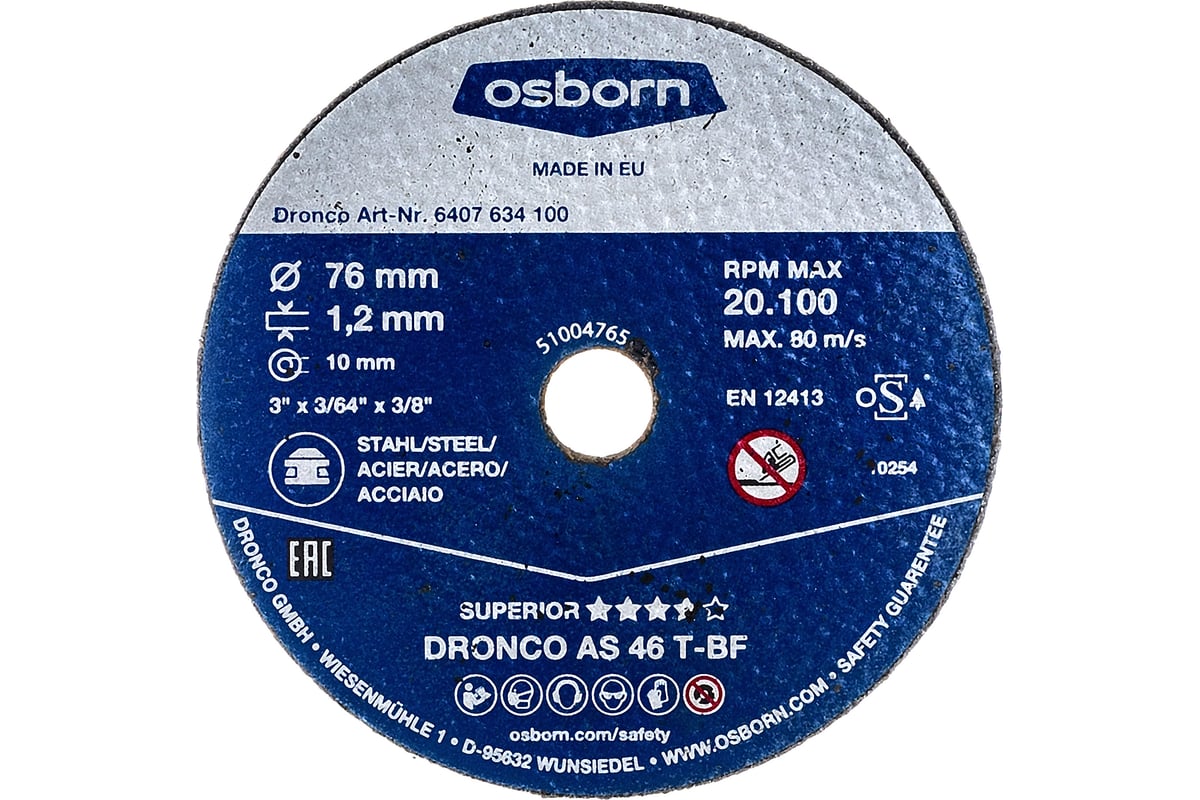 osborn
MADE IN EU
Dronco Art-Nr. 6407 634 100
Ø 76 mm
1,2 mm
10 mm
3" x 3/64" x 3/8"
STAHL/STEEL/
ACIER/ACERO/
ACCIAIO
51004765
RPM MAX
20.100
MAX. 80 m/s
EN 12413
oSa
10254
EAC
SUPERIOR
DRONCO AS 46 T-BF
osborn.com/safety
DRONCO GMBH • WIESENMÜHLE 1 • D-95632 WUNSIEDEL • WWW.OSBORN.COM • SAFETY GUARENTEE